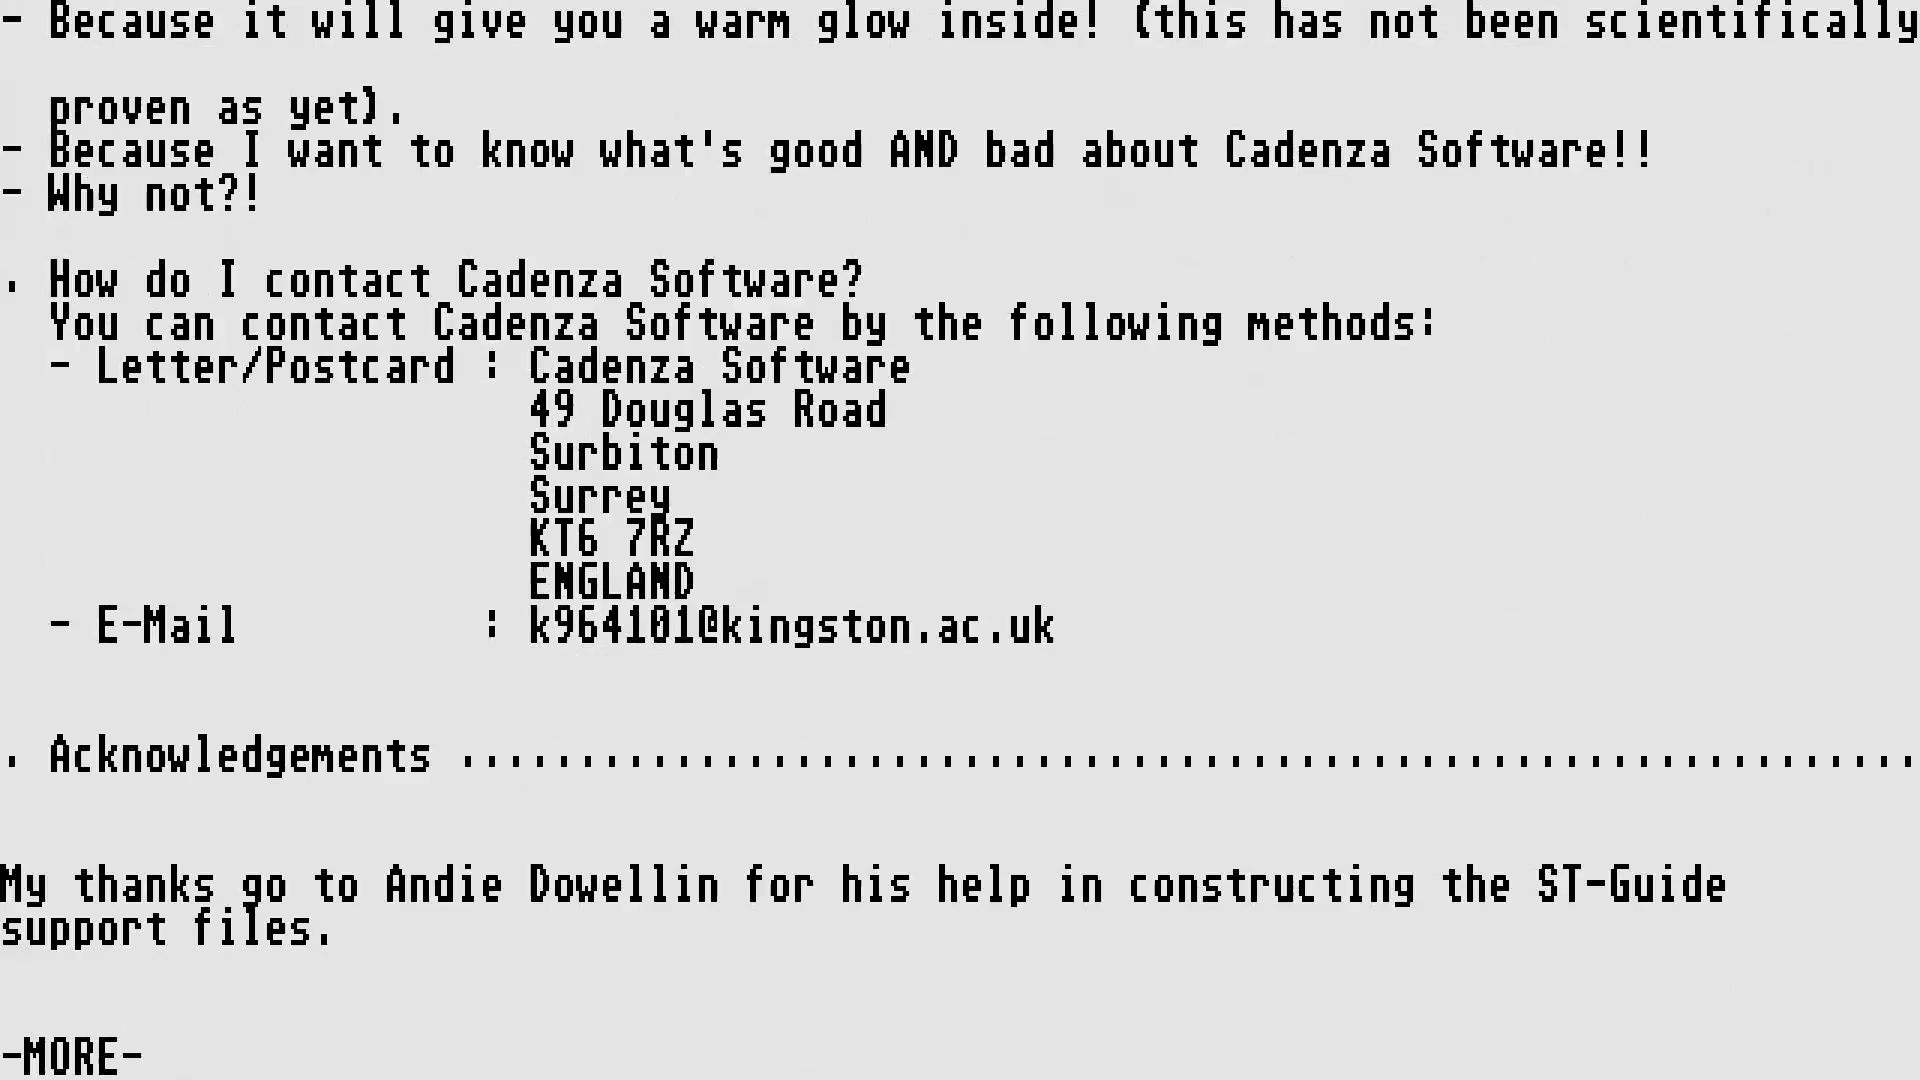 - Because it will give you a warm glow inside! (this has not been scientifically
proven as yet).
- Because I want to know what's good AND bad about Cadenza Software!!
- Why not?!
. How do I contact Cadenza Software?
You can contact Cadenza Software by the following methods:
- Letter/Postcard : Cadenza Software
49 Douglas Road
Surbiton
Surrey
KT6 7RZ
ENGLAND
- E-Mail : k964101@kingston.ac.uk
. Acknowledgements .............................................................
My thanks go to Andie Dowellin for his help in constructing the ST-Guide
support files.
-MORE-